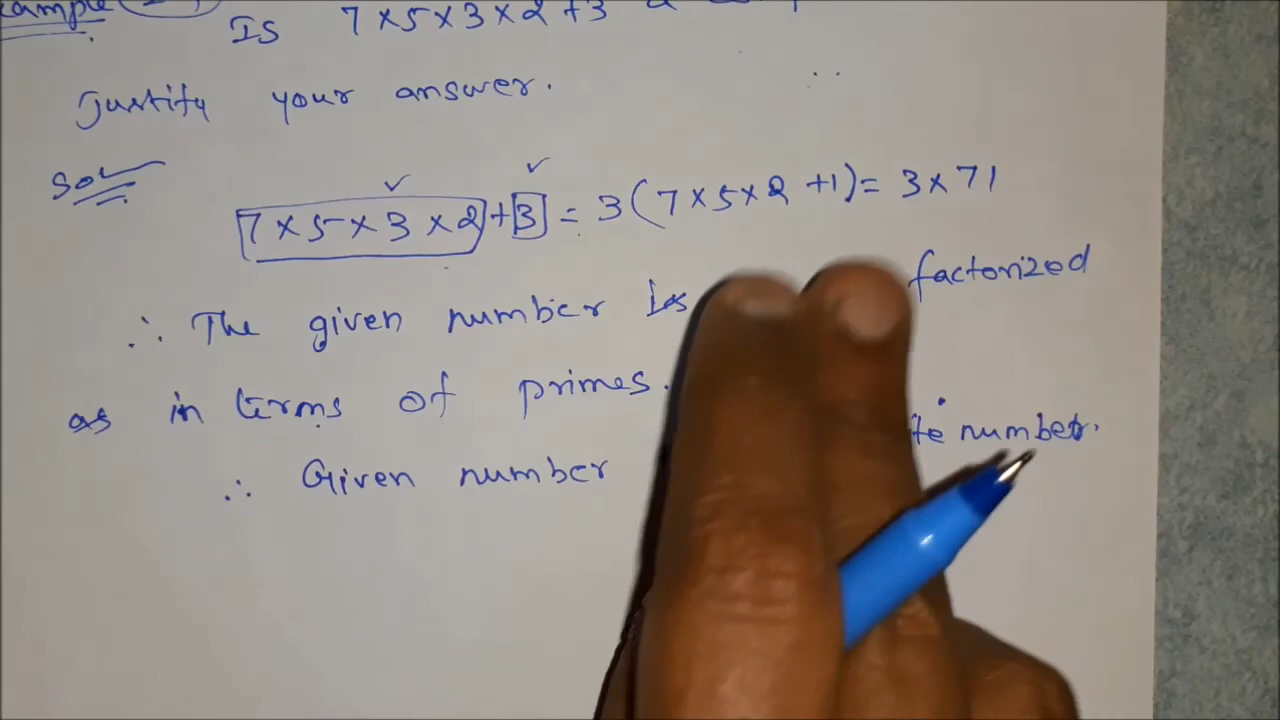 Is 7×5×3×2+3 a
Justify your answer.
Sol
7×5×3×2+3 = 3(7×5×2+1) = 3×71
∴ The given number is factorized
as in terms of primes.
∴ Given number number.